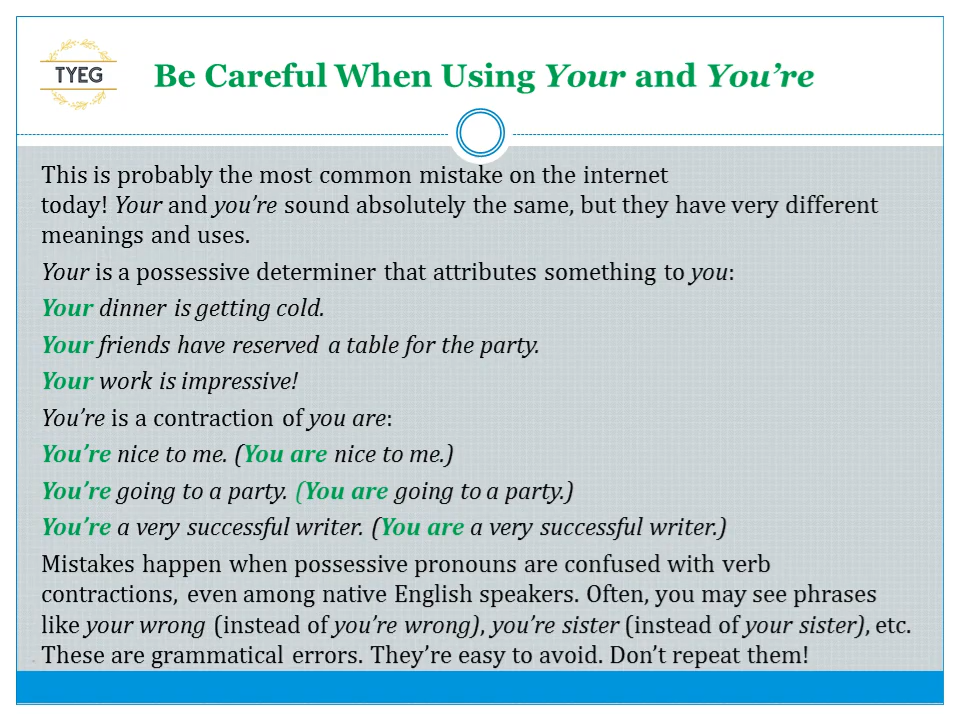 TYEG
Be Careful When Using Your and You’re
This is probably the most common mistake on the internet
today! Your and you’re sound absolutely the same, but they have very different
meanings and uses.
Your is a possessive determiner that attributes something to you:
Your dinner is getting cold.
Your friends have reserved a table for the party.
Your work is impressive!
You’re is a contraction of you are:
You’re nice to me. (You are nice to me.)
You’re going to a party. (You are going to a party.)
You’re a very successful writer. (You are a very successful writer.)
Mistakes happen when possessive pronouns are confused with verb
contractions, even among native English speakers. Often, you may see phrases
like your wrong (instead of you’re wrong), you’re sister (instead of your sister), etc.
These are grammatical errors. They’re easy to avoid. Don’t repeat them!